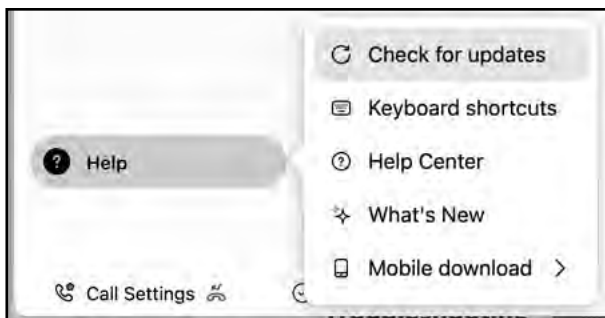 Check for updates
Keyboard shortcuts
Help
Help Center
What's New
Mobile download
Call Settings